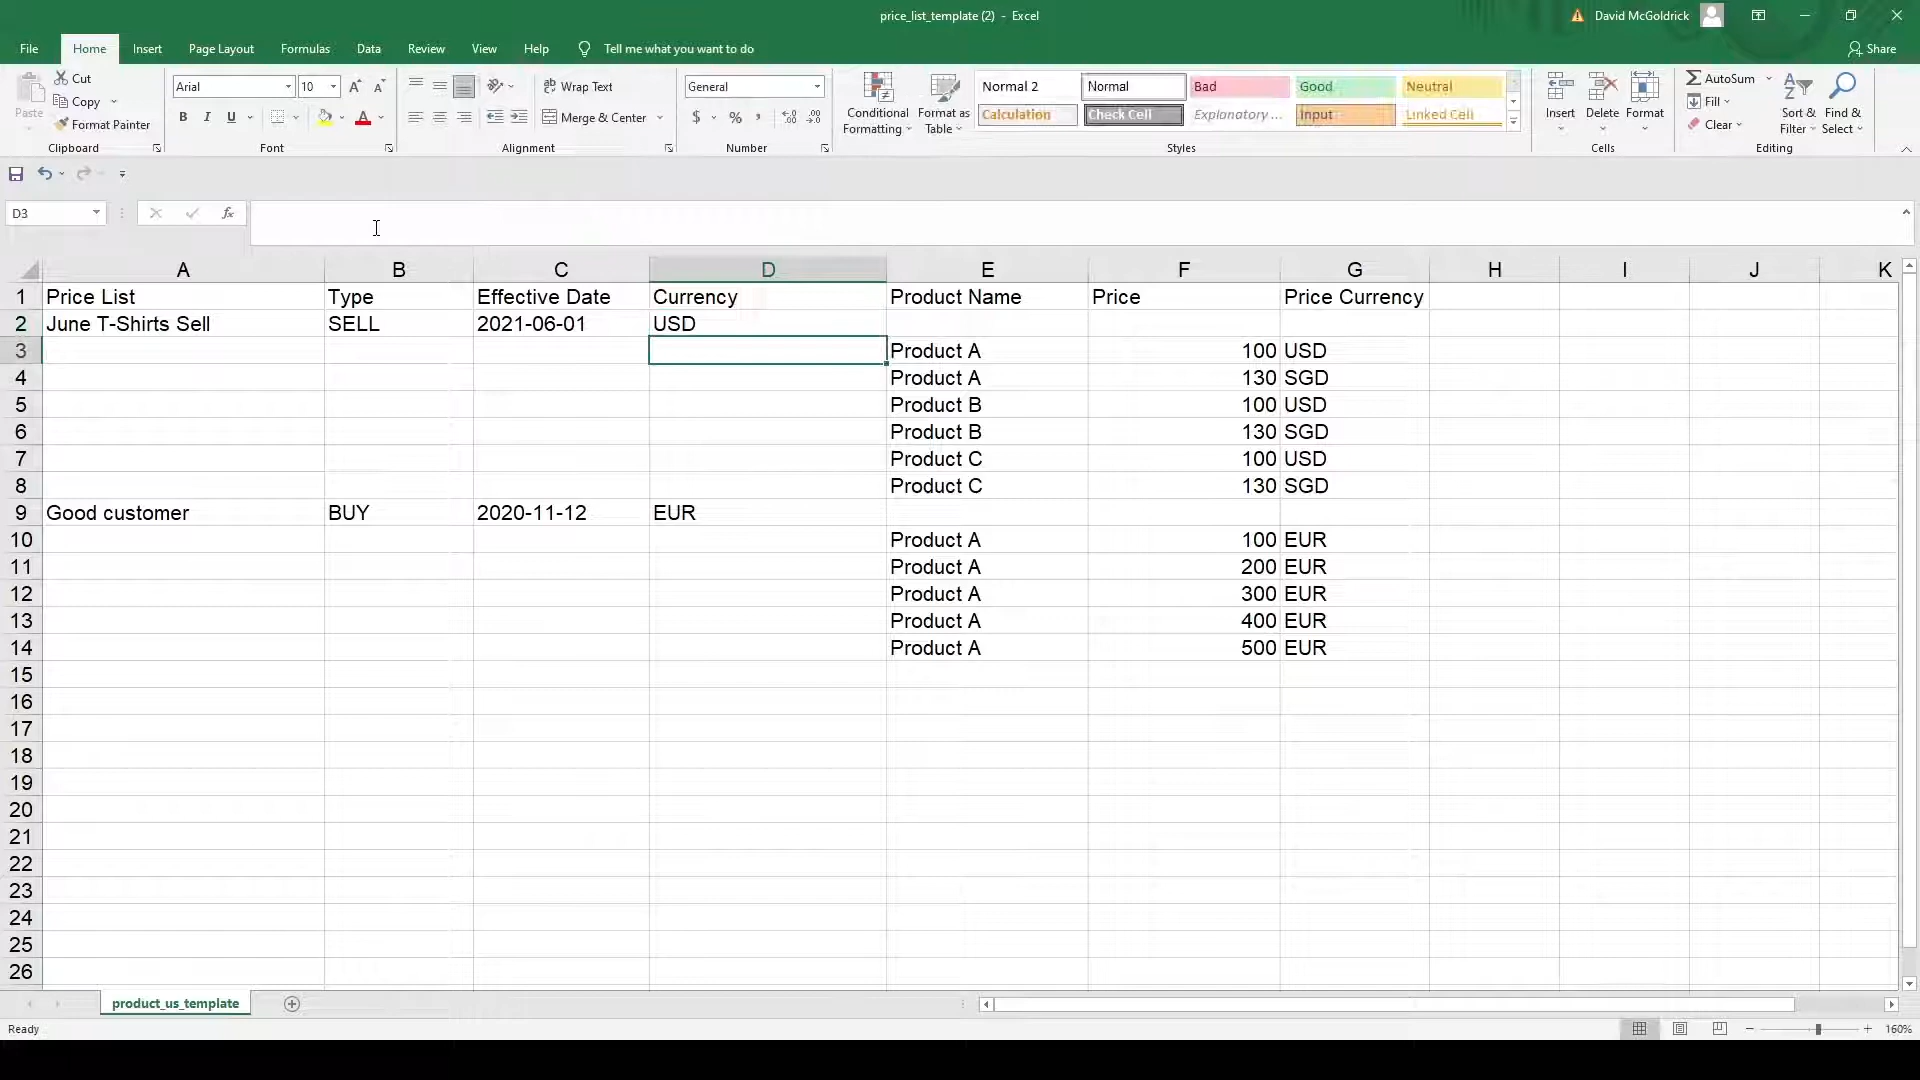 price_list_template (2) - Excel
David McGoldrick
File Home Insert Page Layout Formulas Data Review View Help Tell me what you want to do Share
Paste
Cut
Copy
Format Painter
Clipboard
Arial 10
B I U
Font
Wrap Text
Merge & Center
Alignment
General
$ % ,
Number
Conditional Formatting
Format as Table
Normal 2 Normal Bad Good Neutral
Calculation Check Cell Explanatory ... Input Linked Cell
Styles
Insert Delete Format
Cells
AutoSum
Fill
Clear
Sort & Filter
Find & Select
Editing
D3 fx
A B C D E F G H I J K
1 Price List Type Effective Date Currency Product Name Price Price Currency
2 June T-Shirts Sell SELL 2021-06-01 USD
3 Product A 100 USD
4 Product A 130 SGD
5 Product B 100 USD
6 Product B 130 SGD
7 Product C 100 USD
8 Product C 130 SGD
9 Good customer BUY 2020-11-12 EUR
10 Product A 100 EUR
11 Product A 200 EUR
12 Product A 300 EUR
13 Product A 400 EUR
14 Product A 500 EUR
15
16
17
18
19
20
21
22
23
24
25
26
product_us_template
Ready
160%